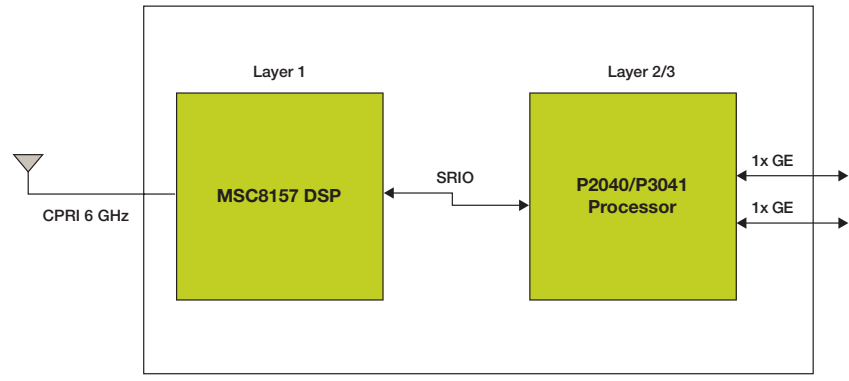 Layer 1
Layer 2/3
MSC8157 DSP
CPRI 6 GHz
SRIO
P2040/P3041
Processor
1x GE
1x GE